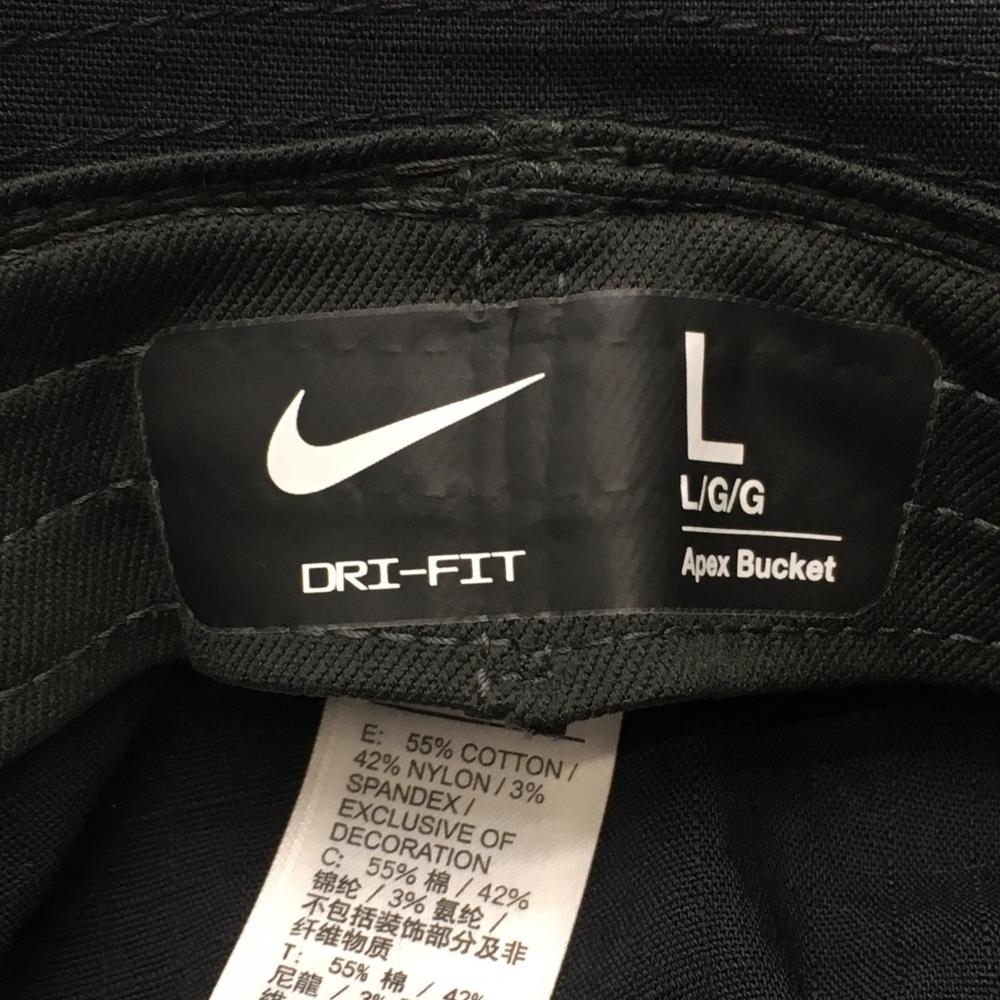 DRI-FIT
L
L/G/G
Apex Bucket
E: 55% COTTON /
42% NYLON / 3%
SPANDEX /
EXCLUSIVE OF
DECORATION
C: 55% 棉 / 42%
锦纶 / 3% 氨纶 /
不包括装饰部分及非
纤维物质
T: 55% 棉 / 42%
尼龍 / 3%